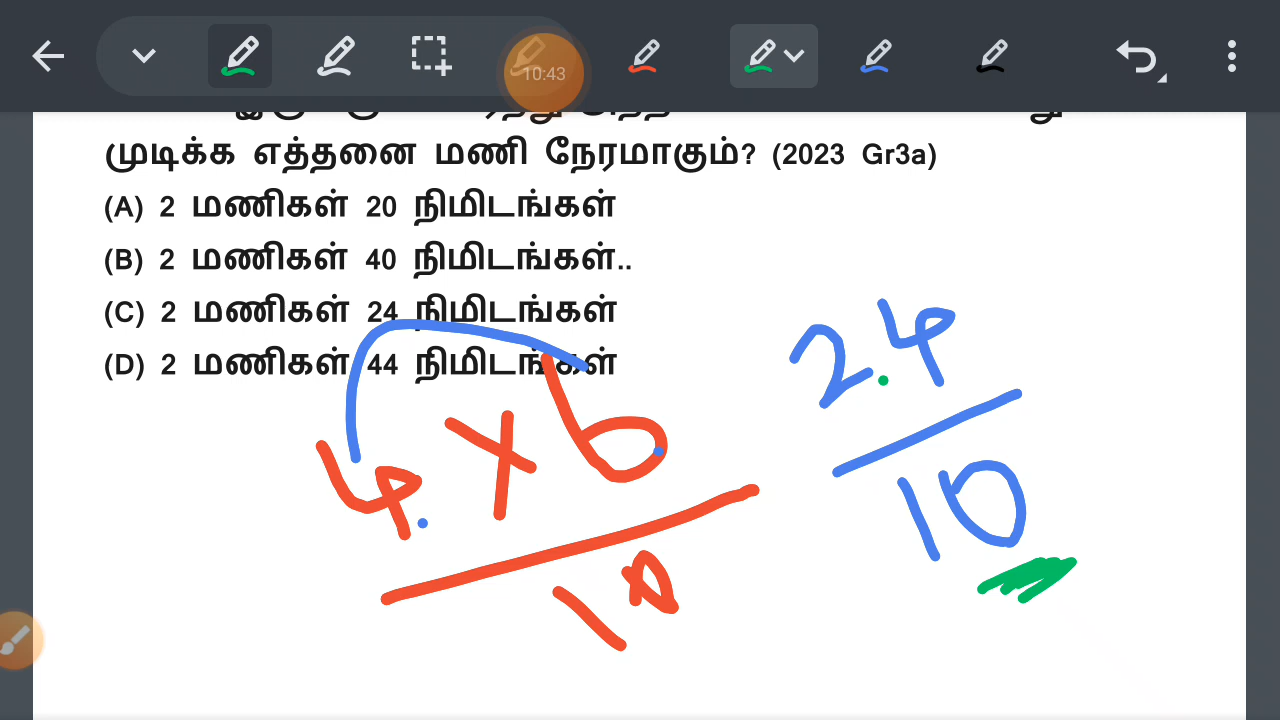 10:43
முடிக்க எத்தனை மணி நேரமாகும்? (2023 Gr3a)
(A) 2 மணிகள் 20 நிமிடங்கள்
(B) 2 மணிகள் 40 நிமிடங்கள்..
(C) 2 மணிகள் 24 நிமிடங்கள்
(D) 2 மணிகள் 44 நிமிடங்கள்
4 x 6
10
2.4
10